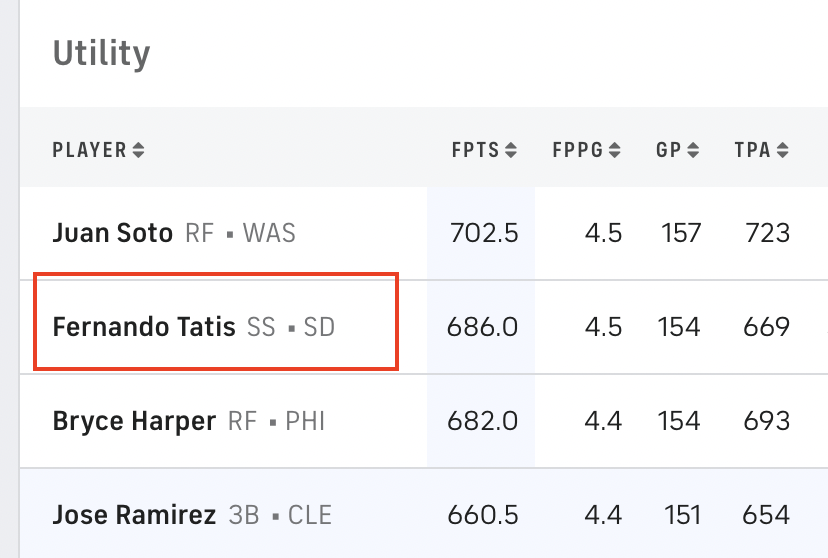 Utility
PLAYER FPTS FPPG GP TPA
Juan Soto RF ▪ WAS 702.5 4.5 157 723
Fernando Tatis SS ▪ SD 686.0 4.5 154 669
Bryce Harper RF ▪ PHI 682.0 4.4 154 693
Jose Ramirez 3B ▪ CLE 660.5 4.4 151 654